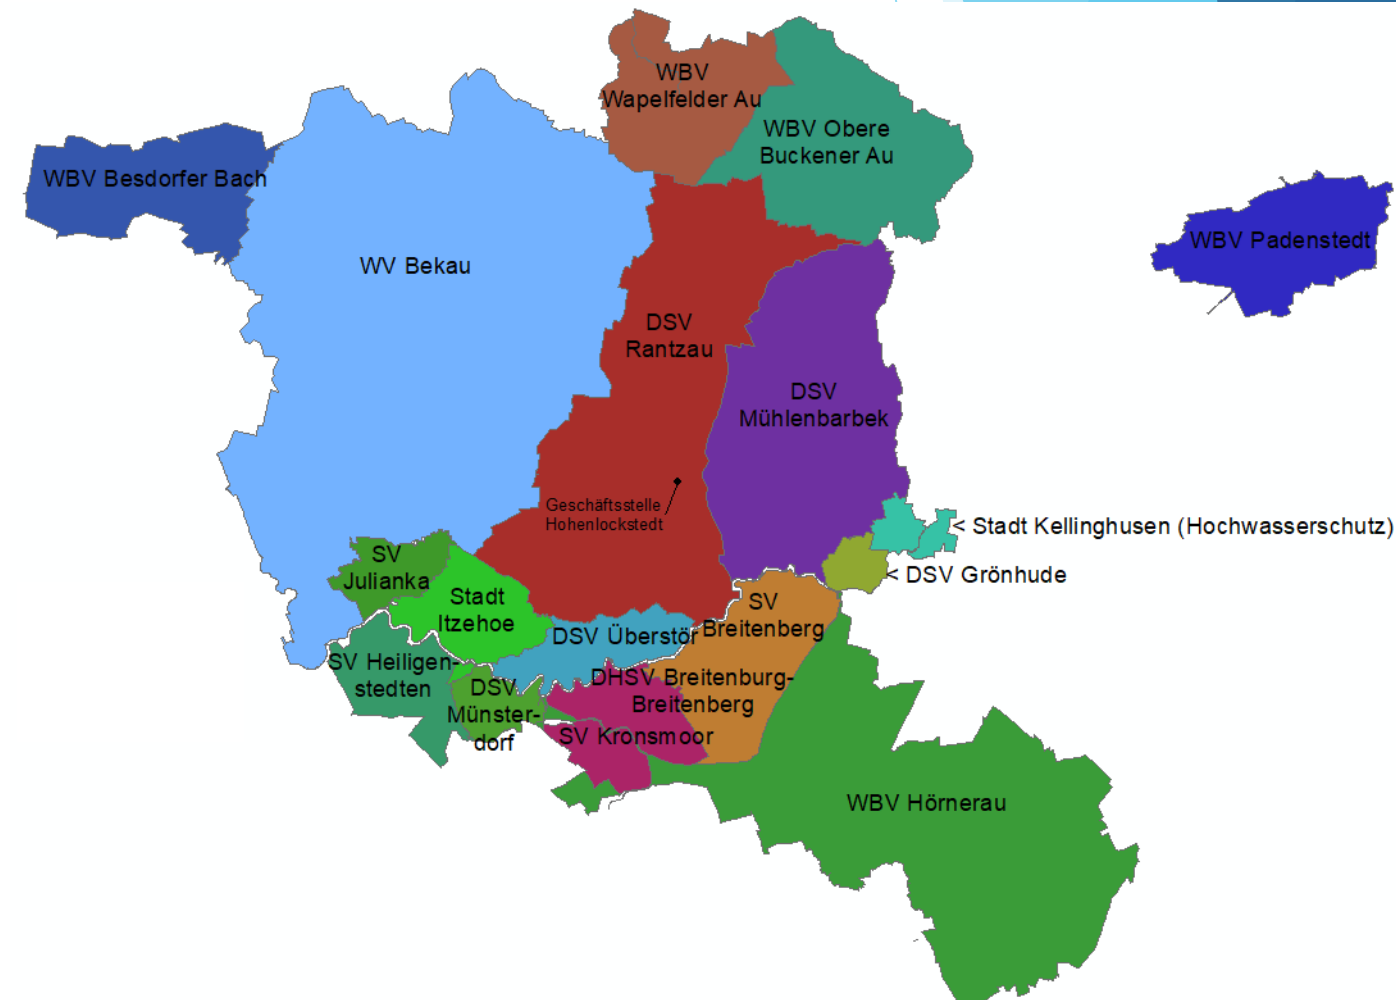 WBV
Wapelfelder Au
WBV Obere
Buckener Au
WBV Besdorfer Bach
WBV Padenstedt
WV Bekau
DSV
Rantzau
DSV
Mühlenbarbek
Geschäftsstelle
Hohenlockstedt
< Stadt Kellinghusen (Hochwasserschutz)
< DSV Grönhude
SV
Julianka
Stadt
Itzehoe
SV
Breitenberg
DSV Überstör
SV Heiligen-
stedten
DSV
Münster-
dorf
DHSV Breitenburg-
Breitenberg
SV Kronsmoor
WBV Hörnerau